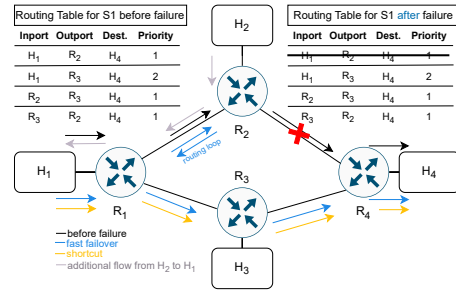 Routing Table for S1 before failure
Inport Outport Dest. Priority
H1 R2 H4 1
H1 R3 H4 2
R2 R3 H4 1
R3 R2 H4 1
Routing Table for S1 after failure
Inport Outport Dest. Priority
H1 R2 H4 1
H1 R3 H4 2
R2 R3 H4 1
R3 R2 H4 1
H2
R2
routing loop
H1
R1
R3
H3
R4
H4
before failure
fast failover
shortcut
additional flow from H2 to H1